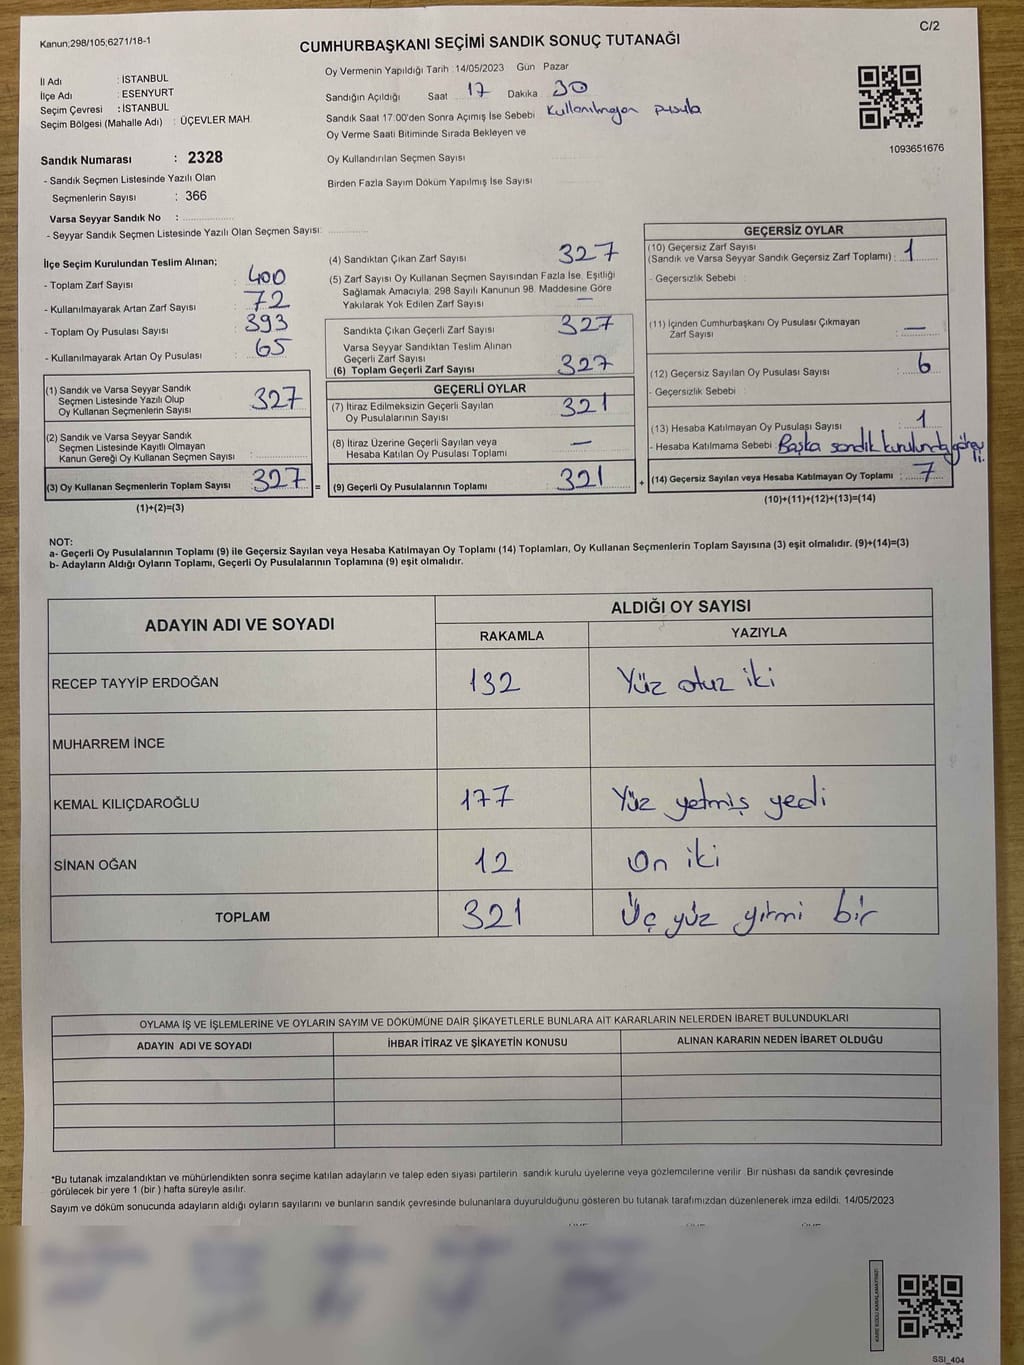 Kanun;298/105;6271/18-1
C/2
CUMHURBAŞKANI SEÇİMİ SANDIK SONUÇ TUTANAĞI
İl Adı : İSTANBUL
İlçe Adı : ESENYURT
Seçim Çevresi : İSTANBUL
Seçim Bölgesi (Mahalle Adı) : ÜÇEVLER MAH
Oy Vermenin Yapıldığı Tarih :14/05/2023 Gün Pazar
Sandığın Açıldığı Saat 17 Dakika 30
Sandık Saat 17:00'den Sonra Açımış İse Sebebi Kullanılmayan pusula
Oy Verme Saati Bitiminde Sırada Bekleyen ve
Oy Kullandırılan Seçmen Sayısı
Birden Fazla Sayım Döküm Yapılmış İse Sayısı
1093651676
Sandık Numarası : 2328
- Sandık Seçmen Listesinde Yazılı Olan
Seçmenlerin Sayısı : 366
Varsa Seyyar Sandık No :
- Seyyar Sandık Seçmen Listesinde Yazılı Olan Seçmen Sayısı:
İlçe Seçim Kurulundan Teslim Alınan;
- Toplam Zarf Sayısı : 400
- Kullanılmayarak Artan Zarf Sayısı : 72
- Toplam Oy Pusulası Sayısı : 393
- Kullanılmayarak Artan Oy Pusulası : 65
(1) Sandık ve Varsa Seyyar Sandık
Seçmen Listesinde Yazılı Olup
Oy Kullanan Seçmenlerin Sayısı : 327
(2) Sandık ve Varsa Seyyar Sandık
Seçmen Listesinde Kayıtlı Olmayan
Kanun Gereği Oy Kullanan Seçmen Sayısı :
(3) Oy Kullanan Seçmenlerin Toplam Sayısı 327 =
(1)+(2)=(3)
(4) Sandıktan Çıkan Zarf Sayısı 327
(5) Zarf Sayısı Oy Kullanan Seçmen Sayısından Fazla İse, Eşitliği
Sağlamak Amacıyla, 298 Sayılı Kanunun 98. Maddesine Göre
Yakılarak Yok Edilen Zarf Sayısı —
Sandıkta Çıkan Geçerli Zarf Sayısı 327
Varsa Seyyar Sandıktan Teslim Alınan
Geçerli Zarf Sayısı
(6) Toplam Geçerli Zarf Sayısı 327
GEÇERLİ OYLAR
(7) İtiraz Edilmeksizin Geçerli Sayılan
Oy Pusulalarının Sayısı 321
(8) İtiraz Üzerine Geçerli Sayılan veya
Hesaba Katılan Oy Pusulası Toplamı —
(9) Geçerli Oy Pusulalarının Toplamı 321 +
GEÇERSİZ OYLAR
(10) Geçersiz Zarf Sayısı
(Sandık ve Varsa Seyyar Sandık Geçersiz Zarf Toplamı) : 1
- Geçersizlik Sebebi :
(11) İçinden Cumhurbaşkanı Oy Pusulası Çıkmayan
Zarf Sayısı : —
(12) Geçersiz Sayılan Oy Pusulası Sayısı : 6
- Geçersizlik Sebebi :
(13) Hesaba Katılmayan Oy Pusulası Sayısı : 1
- Hesaba Katılmama Sebebi : Başka sandık kurulunda
(14) Geçersiz Sayılan veya Hesaba Katılmayan Oy Toplamı : 7
(10)+(11)+(12)+(13)=(14)
NOT:
a- Geçerli Oy Pusulalarının Toplamı (9) ile Geçersiz Sayılan veya Hesaba Katılmayan Oy Toplamı (14) Toplamları, Oy Kullanan Seçmenlerin Toplam Sayısına (3) eşit olmalıdır. (9)+(14)=(3)
b- Adayların Aldığı Oyların Toplamı, Geçerli Oy Pusulalarının Toplamına (9) eşit olmalıdır.
ADAYIN ADI VE SOYADI
ALDIĞI OY SAYISI
RAKAMLA YAZIYLA
RECEP TAYYİP ERDOĞAN 132 Yüz otuz iki
MUHARREM İNCE
KEMAL KILIÇDAROĞLU 177 Yüz yetmiş yedi
SİNAN OĞAN 12 On iki
TOPLAM 321 Üç yüz yirmi bir
OYLAMA İŞ VE İŞLEMLERİNE VE OYLARIN SAYIM VE DÖKÜMÜNE DAİR ŞİKAYETLERLE BUNLARA AİT KARARLARIN NELERDEN İBARET BULUNDUKLARI
ADAYIN ADI VE SOYADI İHBAR İTİRAZ VE ŞİKAYETİN KONUSU ALINAN KARARIN NEDEN İBARET OLDUĞU
*Bu tutanak imzalandıktan ve mühürlendikten sonra seçime katılan adayların ve talep eden siyasi partilerin sandık kurulu üyelerine veya gözlemcilerine verilir. Bir nüshası da sandık çevresinde
görülecek bir yere 1 (bir) hafta süreyle asılır.
Sayım ve döküm sonucunda adayların aldığı oyların sayılarını ve bunların sandık çevresinde bulunanlara duyurulduğunu gösteren bu tutanak tarafımızdan düzenlenerek imza edildi. 14/05/2023
KARE KODU KARALAMAYINIZ!
SSİ_404